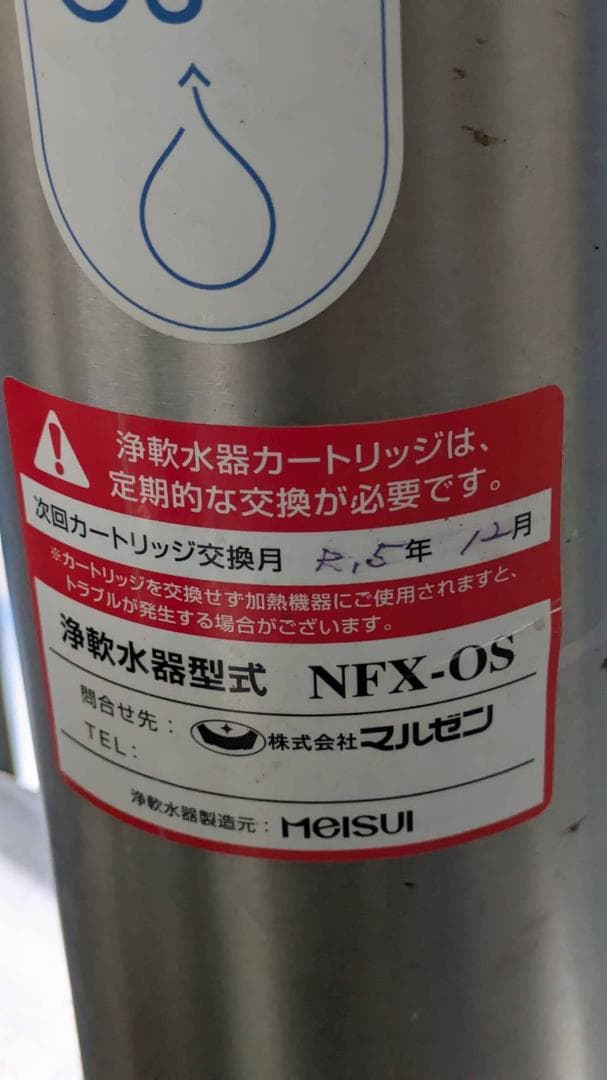 浄軟水器カートリッジは、
定期的な交換が必要です。
次回カートリッジ交換月 R.5年 12月
※カートリッジを交換せず加熱機器にご使用されますと、
トラブルが発生する場合がございます。
浄軟水器型式 NFX-OS
問合せ先： 株式会社マルゼン
TEL：
浄軟水器製造元： MEISUI